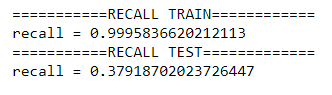 ===========RECALL TRAIN============
recall = 0.9995836620212113
===========RECALL TEST=============
recall = 0.37918702023726447